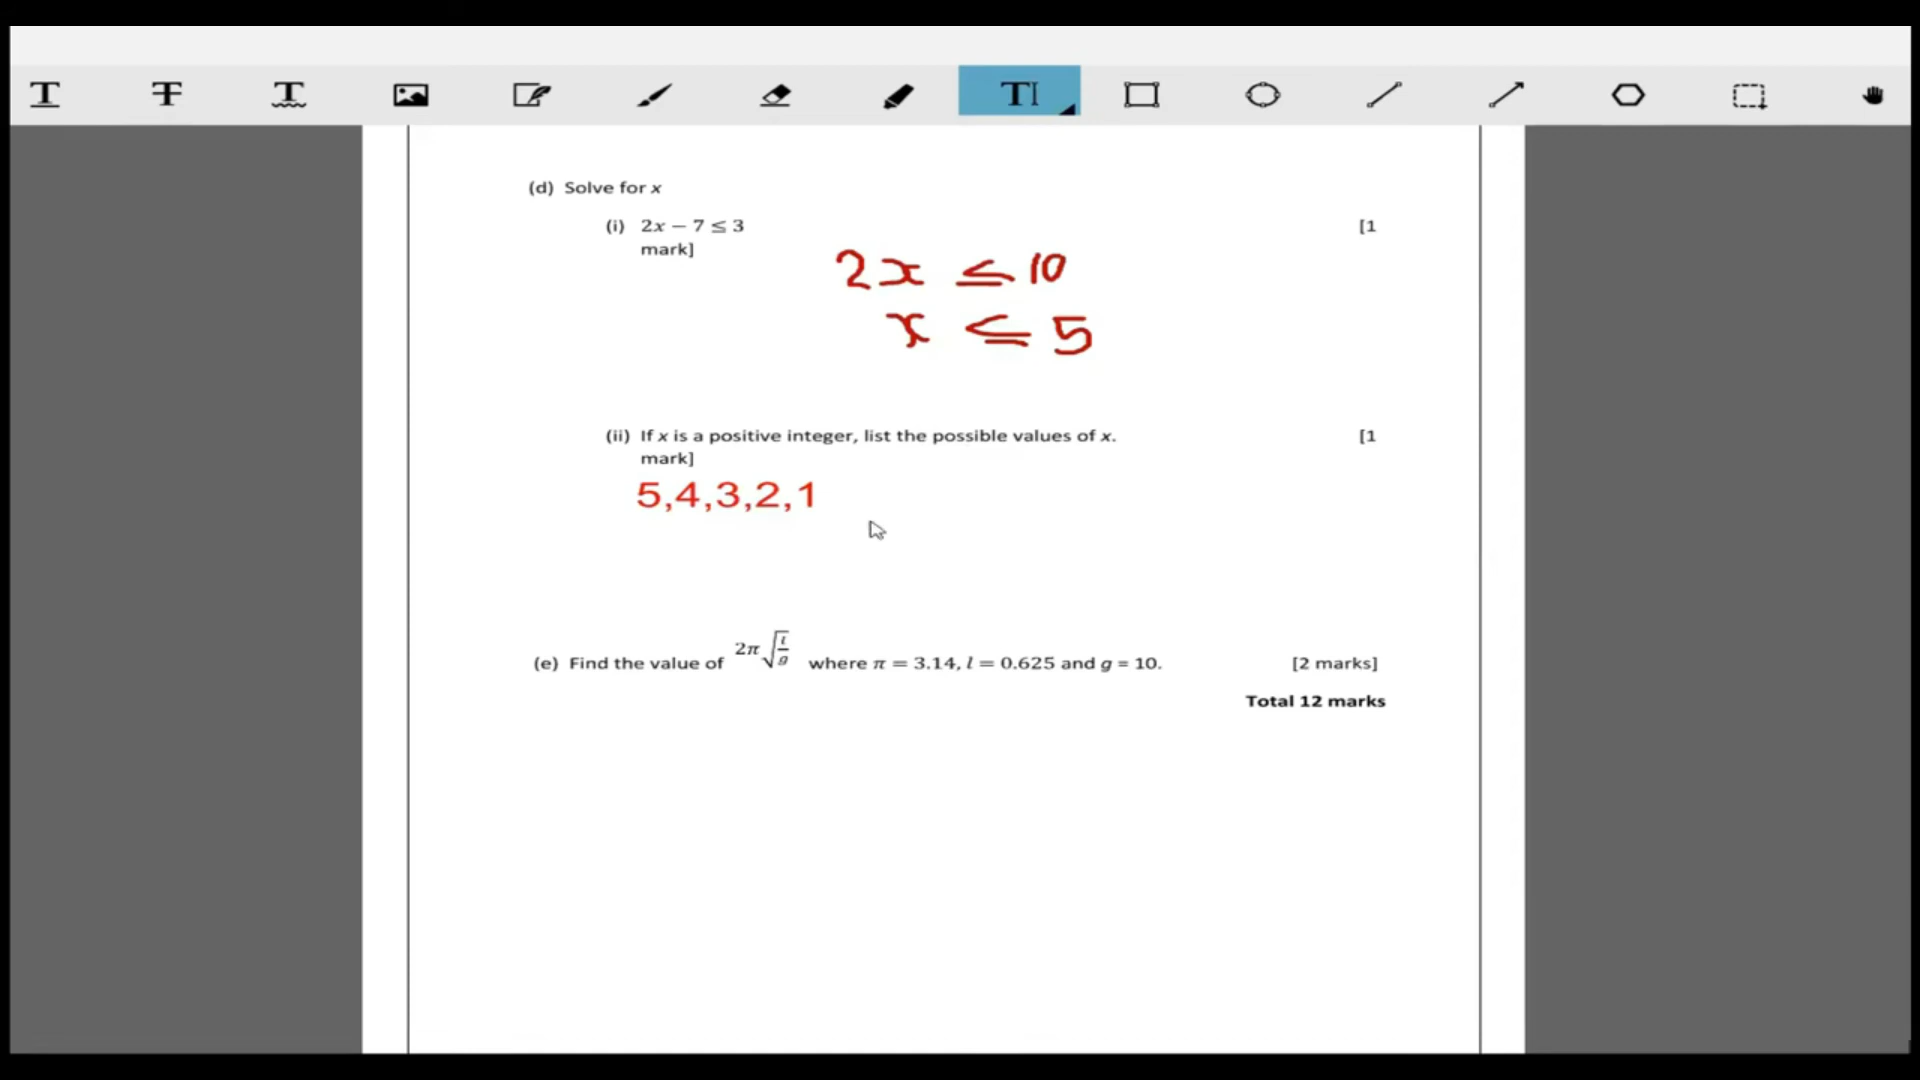 (d) Solve for x
(i) 2x − 7 ≤ 3 [1
mark]
2x ≤ 10
x ≤ 5
(ii) If x is a positive integer, list the possible values of x. [1
mark]
5,4,3,2,1
(e) Find the value of 2π√(l/g) where π = 3.14, l = 0.625 and g = 10. [2 marks]
Total 12 marks